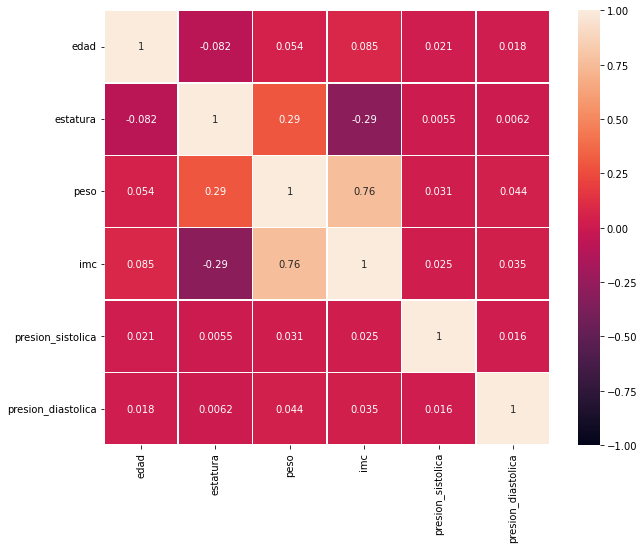 edad 1 -0.082 0.054 0.085 0.021 0.018
estatura -0.082 1 0.29 -0.29 0.0055 0.0062
peso 0.054 0.29 1 0.76 0.031 0.044
imc 0.085 -0.29 0.76 1 0.025 0.035
presion_sistolica 0.021 0.0055 0.031 0.025 1 0.016
presion_diastolica 0.018 0.0062 0.044 0.035 0.016 1
edad
estatura
peso
imc
presion_sistolica
presion_diastolica
1.00
0.75
0.50
0.25
0.00
−0.25
−0.50
−0.75
−1.00